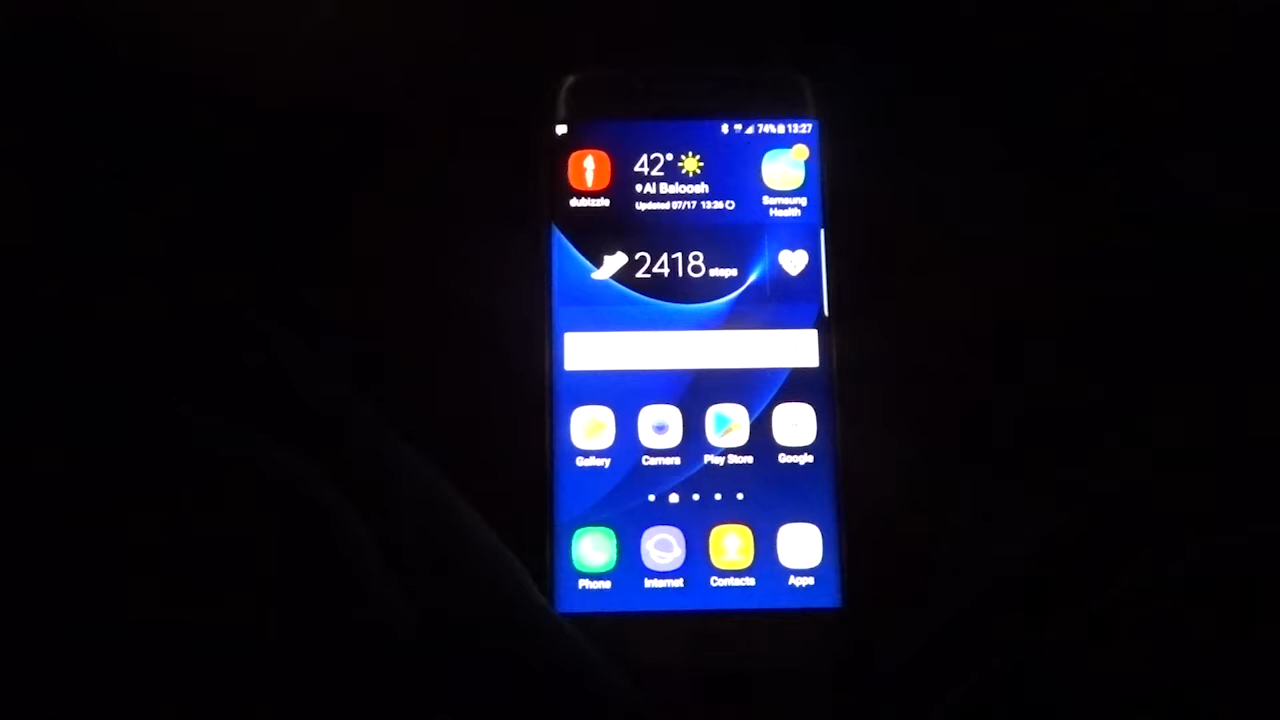 74% 13:27
dubizzle
42°
Al Baloosh
Updated 07/17 13:26
Samsung
Health
2418 steps
Gallery
Camera
Play Store
Google
Phone
Internet
Contacts
Apps